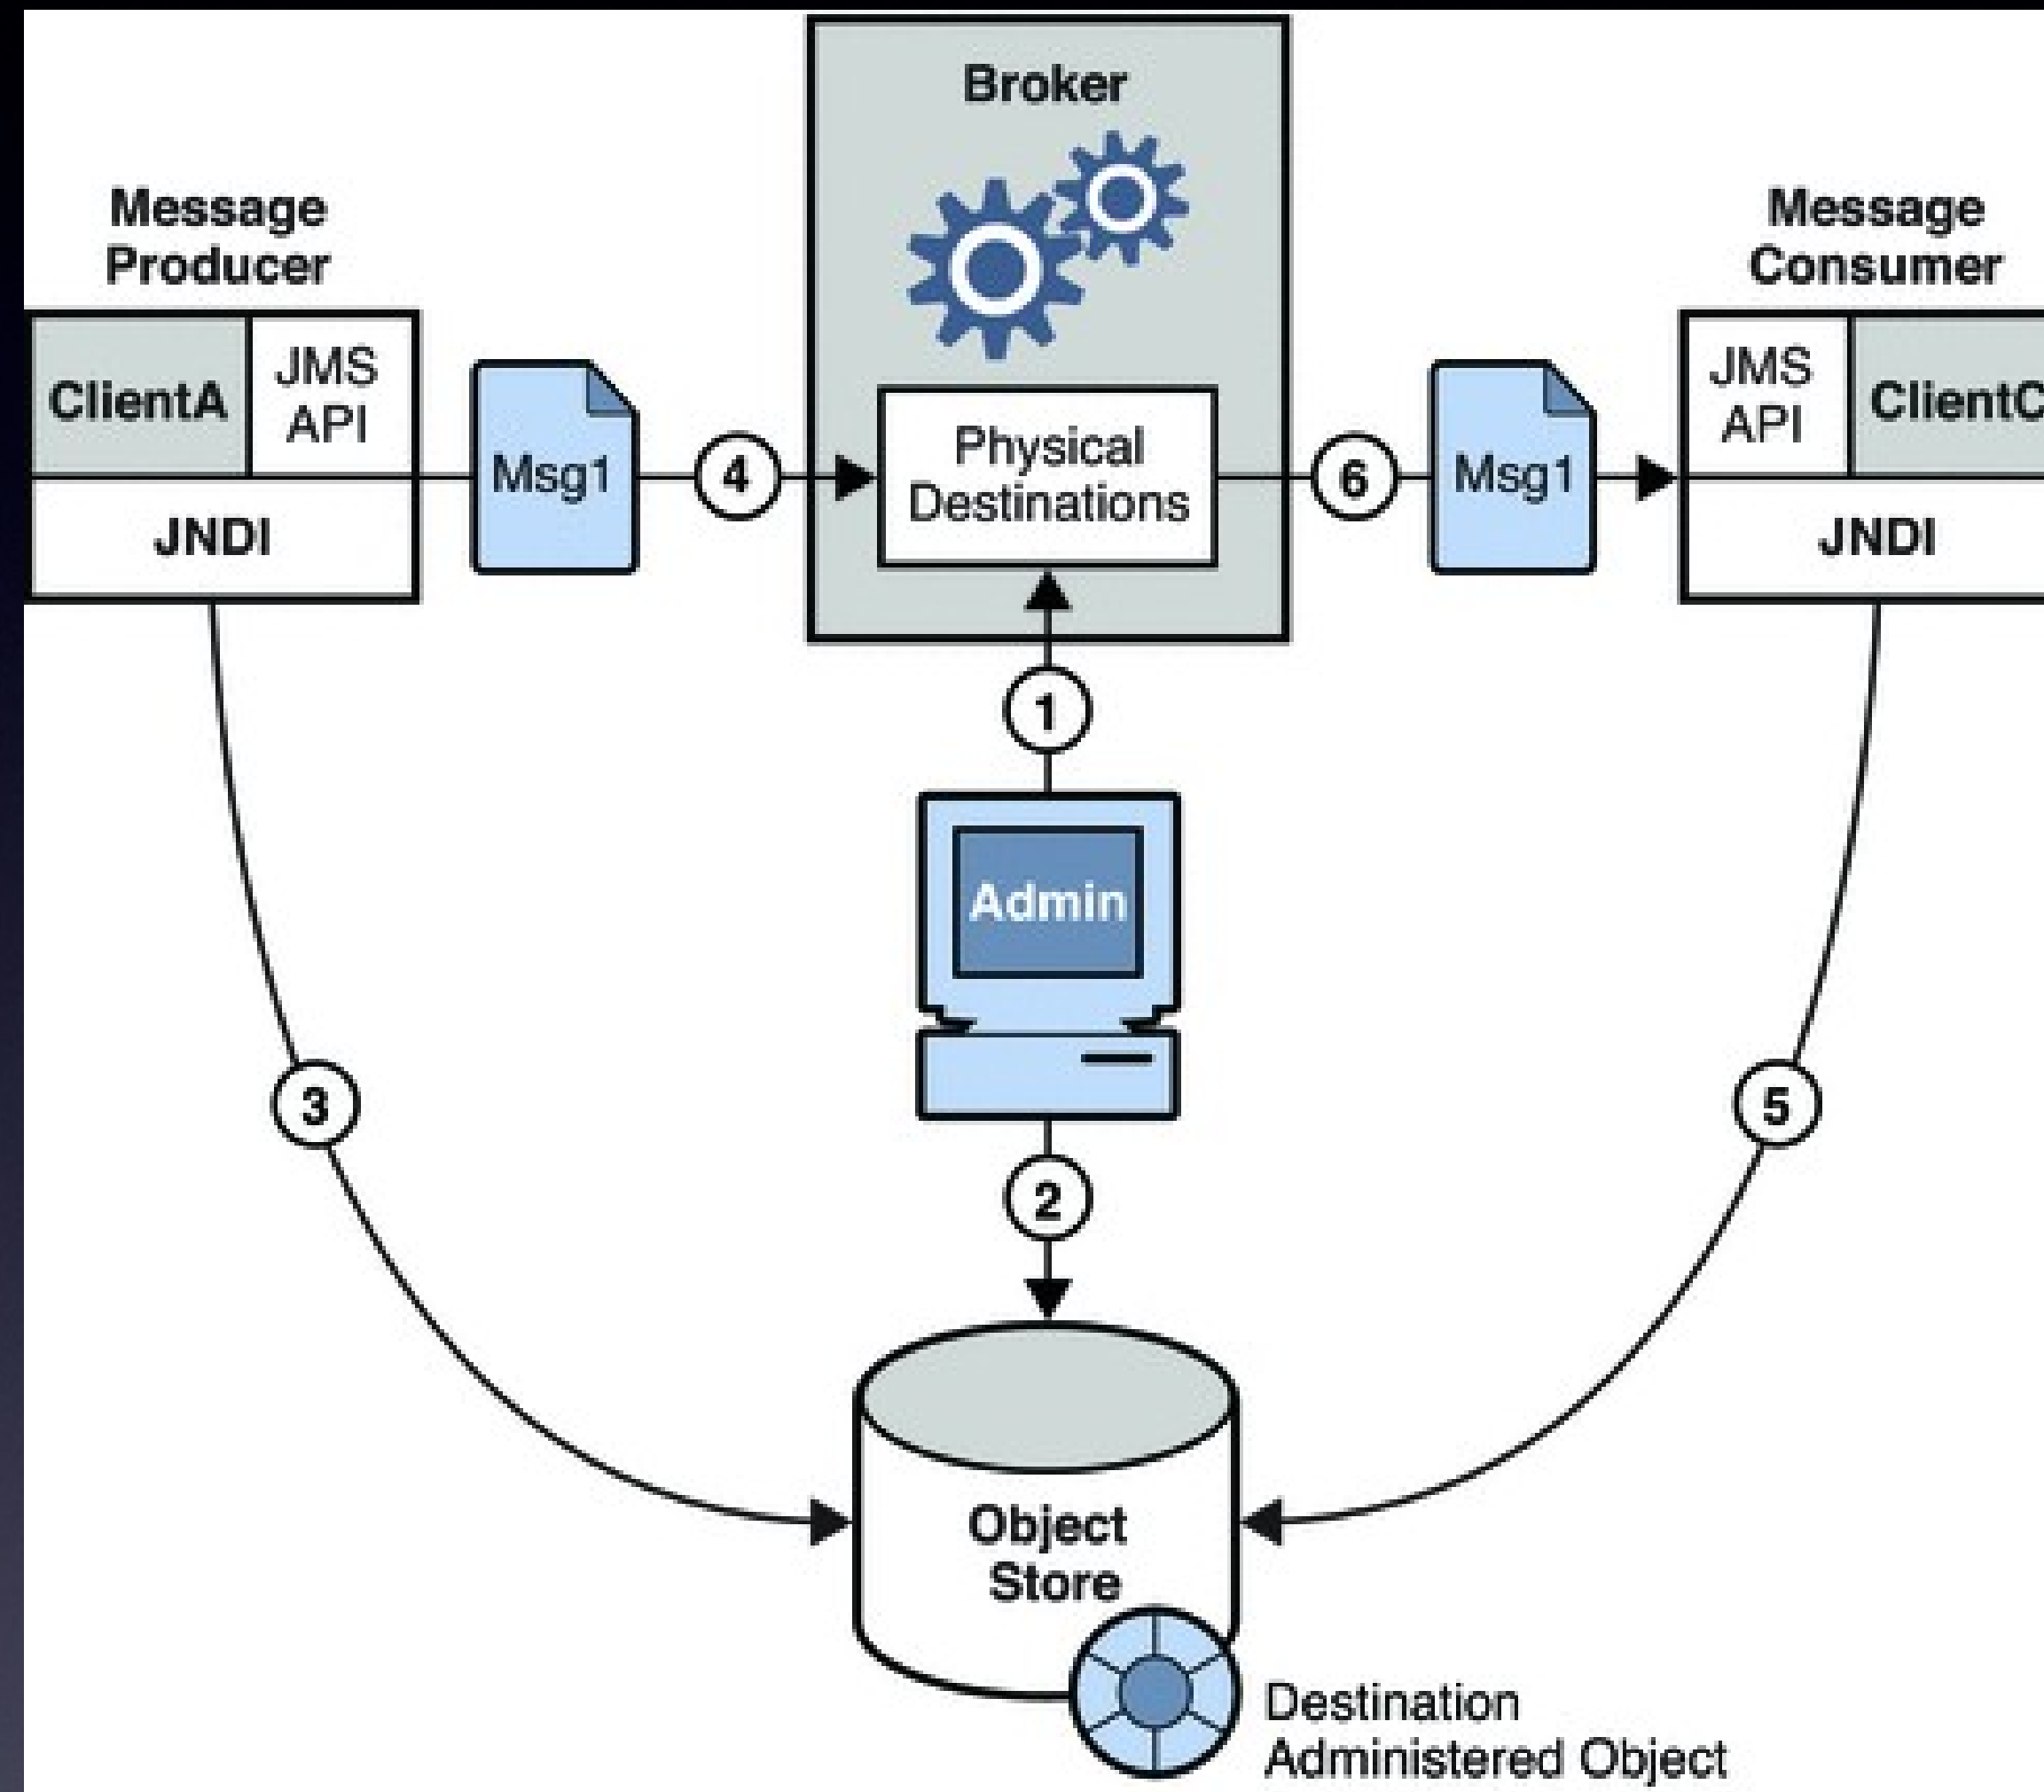 Broker
Message
Producer
Message
Consumer
ClientA
JMS
API
JNDI
Msg1
4
Physical
Destinations
6
Msg1
JMS
API
ClientC
JNDI
1
Admin
3
5
2
Object
Store
Destination
Administered Object